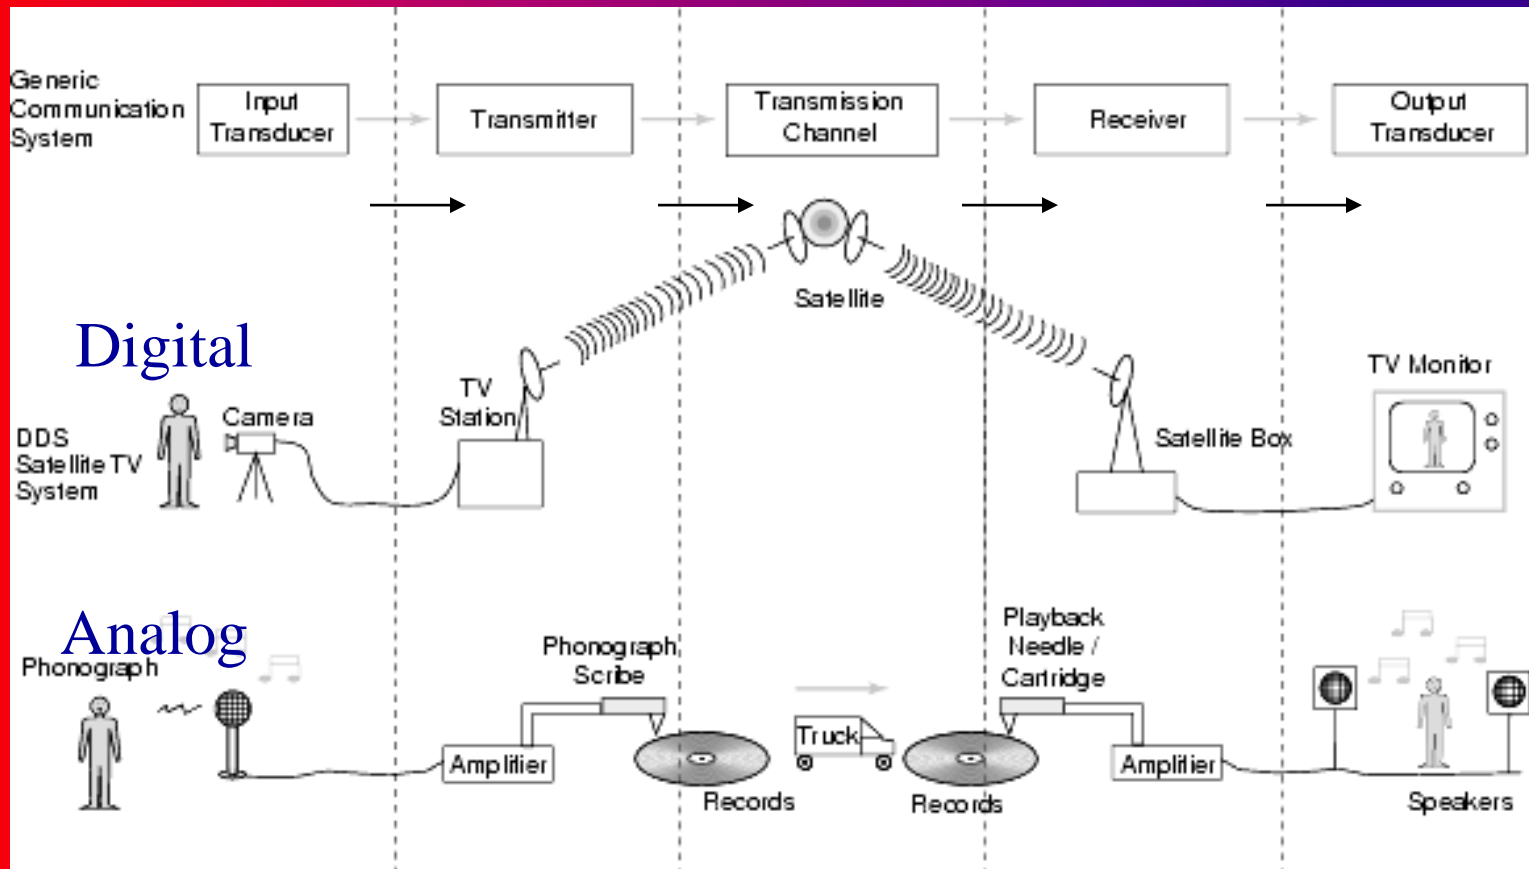 Generic
Communication
System
Input
Transducer
Transmitter
Transmission
Channel
Receiver
Output
Transducer
Satellite
Digital
DDS
Satellite TV
System
Camera
TV
Station
Satellite Box
TV Monitor
Analog
Phonograph
Phonograph
Scribe
Amplifier
Records
Truck
Records
Playback
Needle /
Cartridge
Amplifier
Speakers